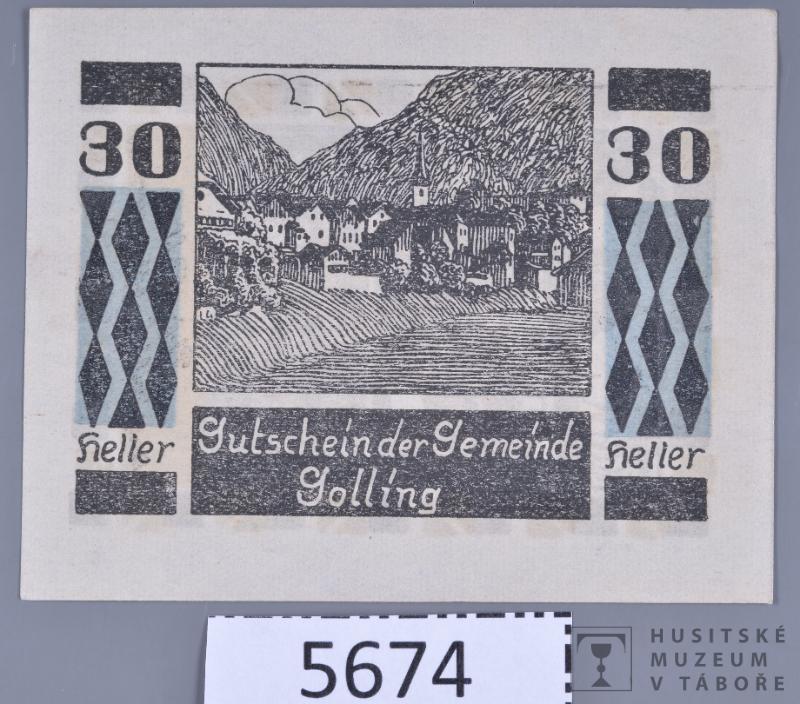 30
30
Heller
Heller
Gutschein der Gemeinde
Golling
5674
HUSITSKÉ
MUZEUM
V TÁBOŘE